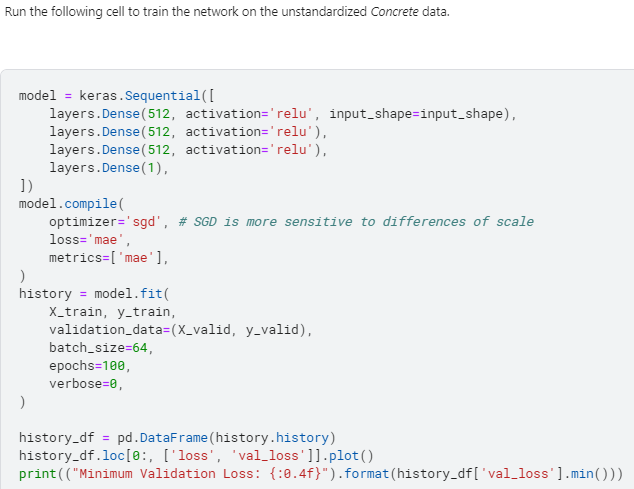 Run the following cell to train the network on the unstandardized Concrete data.
model = keras.Sequential([
    layers.Dense(512, activation='relu', input_shape=input_shape),
    layers.Dense(512, activation='relu'),
    layers.Dense(512, activation='relu'),
    layers.Dense(1),
])
model.compile(
    optimizer='sgd', # SGD is more sensitive to differences of scale
    loss='mae',
    metrics=['mae'],
)
history = model.fit(
    X_train, y_train,
    validation_data=(X_valid, y_valid),
    batch_size=64,
    epochs=100,
    verbose=0,
)
history_df = pd.DataFrame(history.history)
history_df.loc[0:, ['loss', 'val_loss']].plot()
print(("Minimum Validation Loss: {:0.4f}").format(history_df['val_loss'].min()))